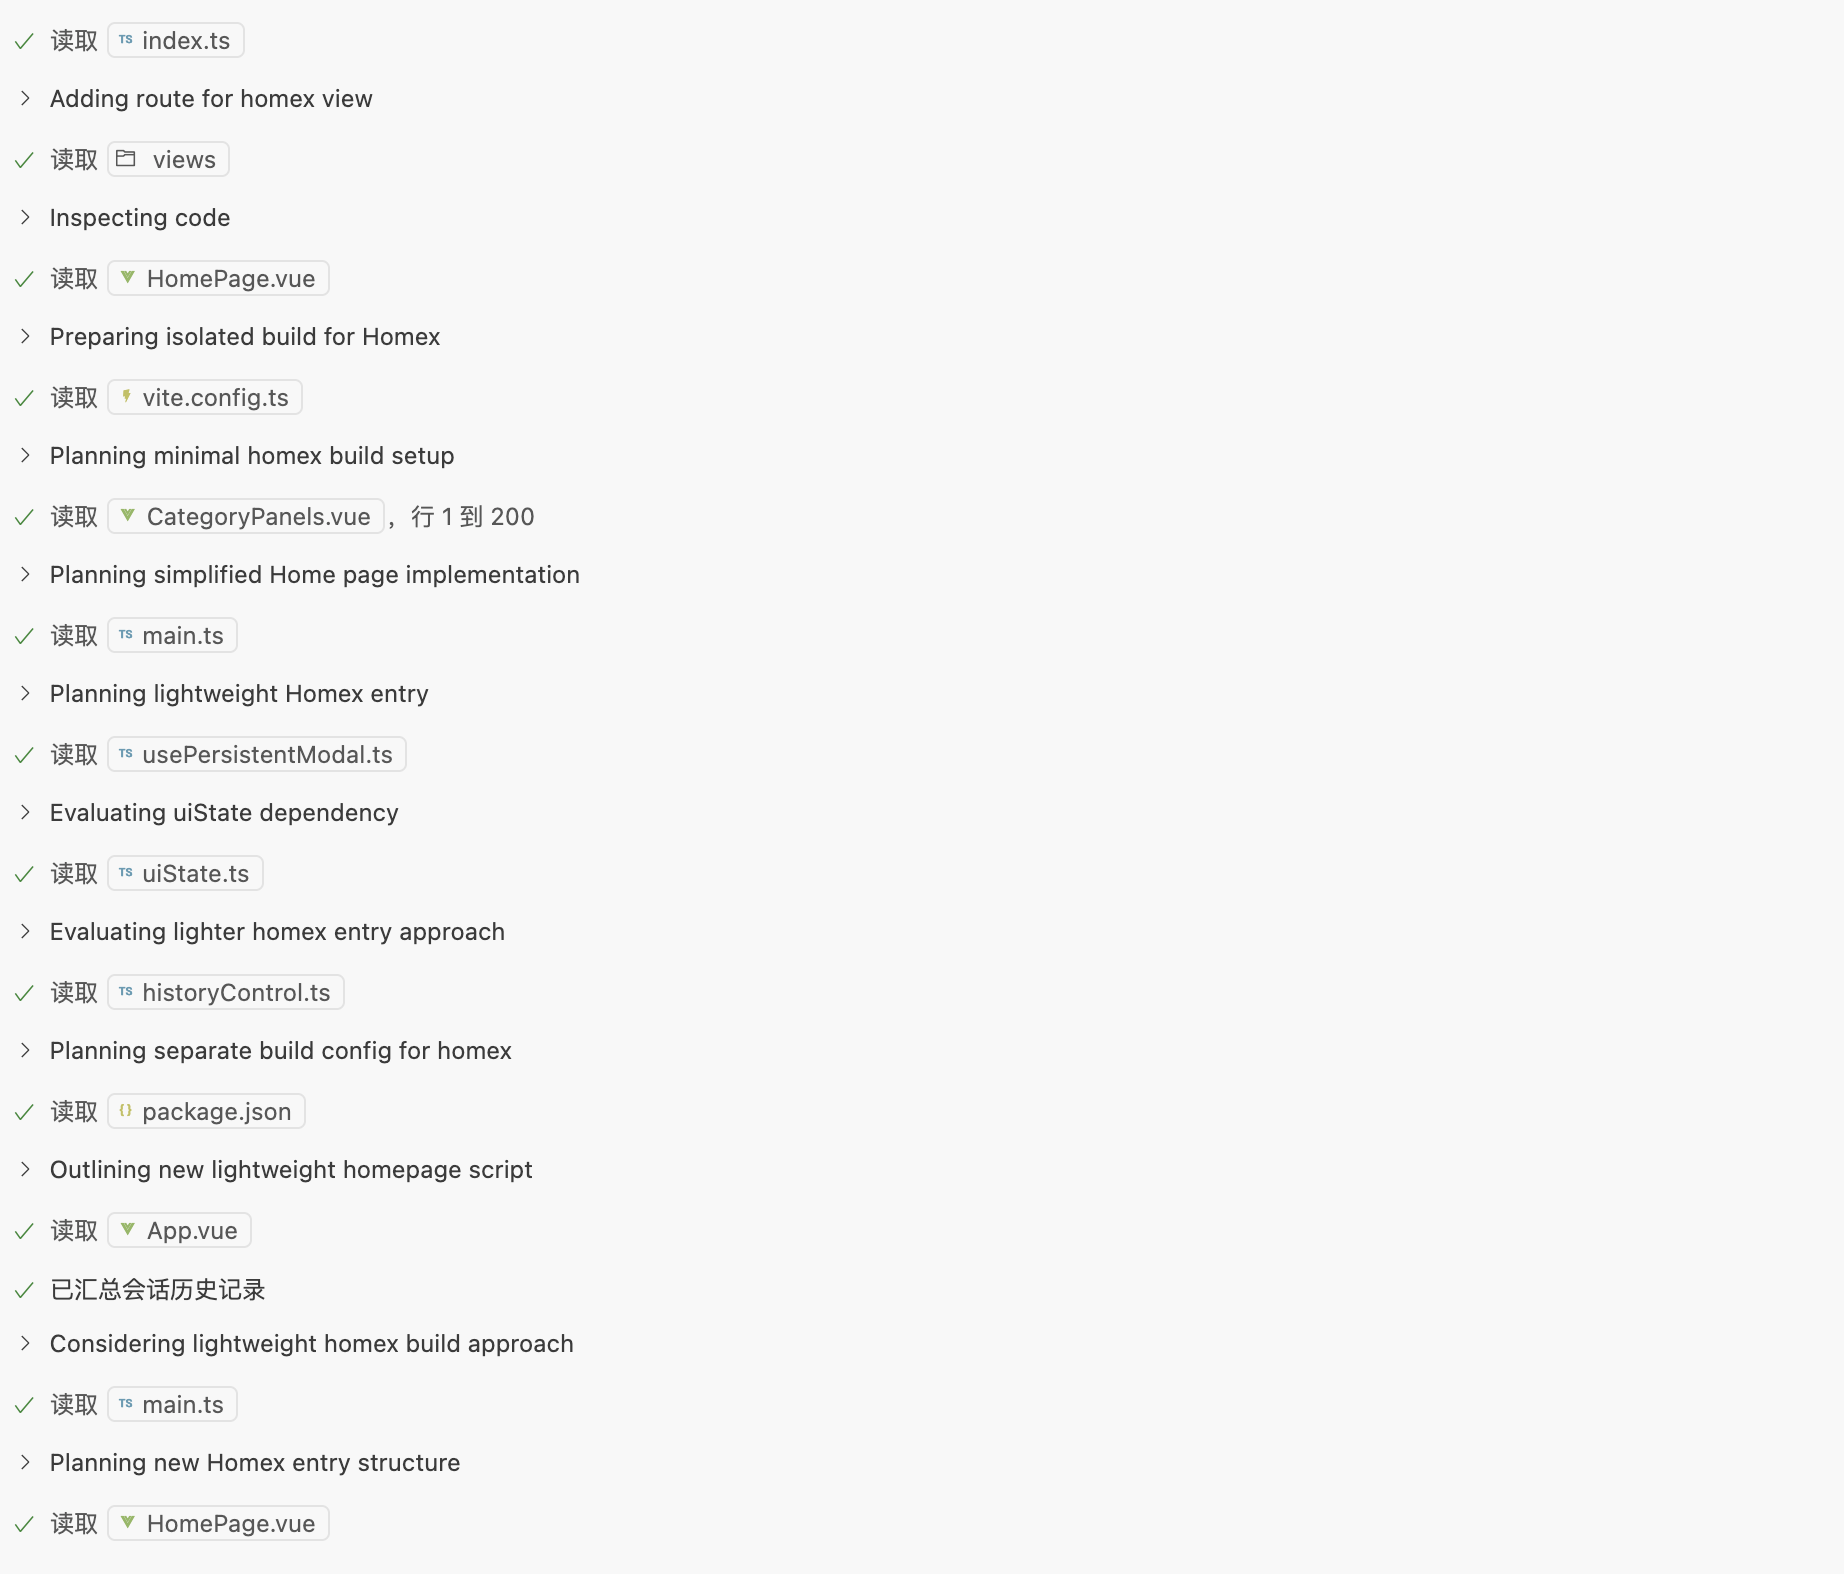 读取 TS index.ts
Adding route for homex view
读取 views
Inspecting code
读取 HomePage.vue
Preparing isolated build for Homex
读取 vite.config.ts
Planning minimal homex build setup
读取 CategoryPanels.vue，行 1 到 200
Planning simplified Home page implementation
读取 TS main.ts
Planning lightweight Homex entry
读取 TS usePersistentModal.ts
Evaluating uiState dependency
读取 TS uiState.ts
Evaluating lighter homex entry approach
读取 TS historyControl.ts
Planning separate build config for homex
读取 {} package.json
Outlining new lightweight homepage script
读取 App.vue
已汇总会话历史记录
Considering lightweight homex build approach
读取 TS main.ts
Planning new Homex entry structure
读取 HomePage.vue